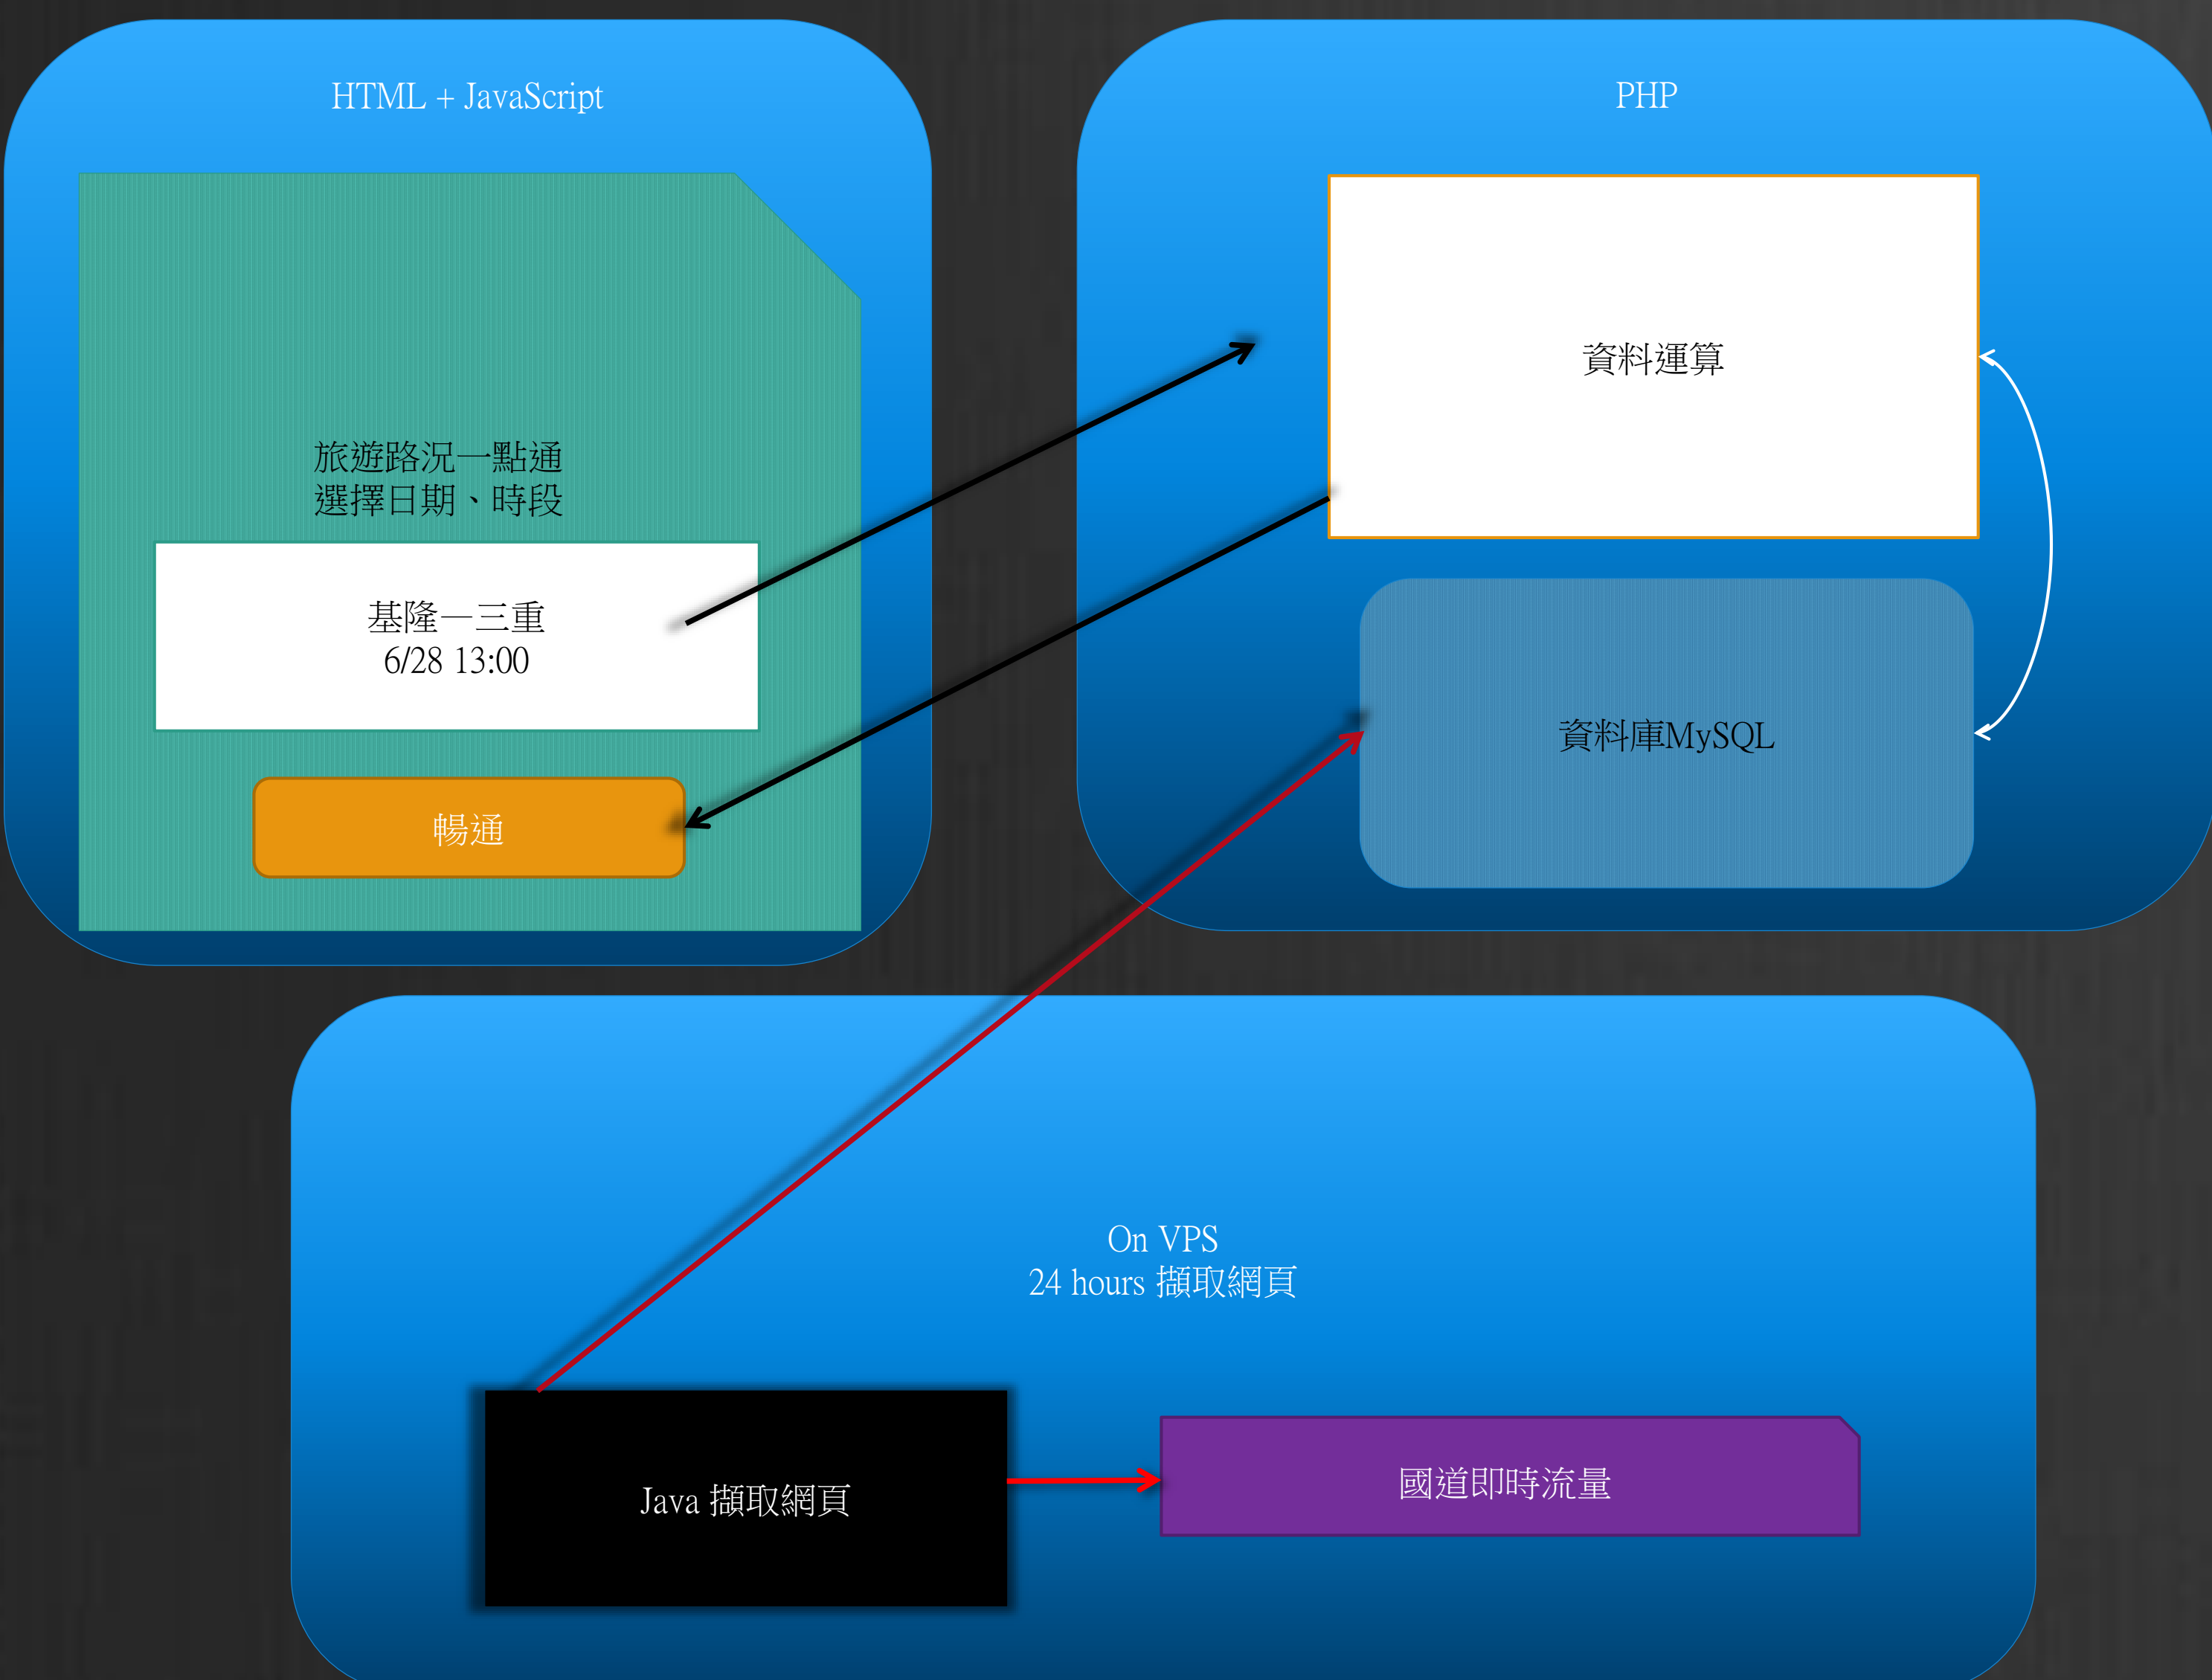 HTML + JavaScript
旅遊路況一點通
選擇日期、時段
基隆—三重
6/28 13:00
暢通
PHP
資料運算
資料庫MySQL
On VPS
24 hours 擷取網頁
Java 擷取網頁
國道即時流量